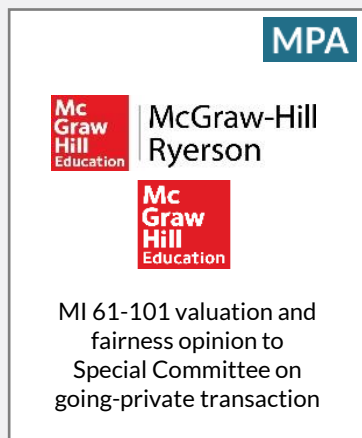 MPA
Mc
Graw
Hill
Education
McGraw-Hill
Ryerson
Mc
Graw
Hill
Education
MI 61-101 valuation and
fairness opinion to
Special Committee on
going-private transaction